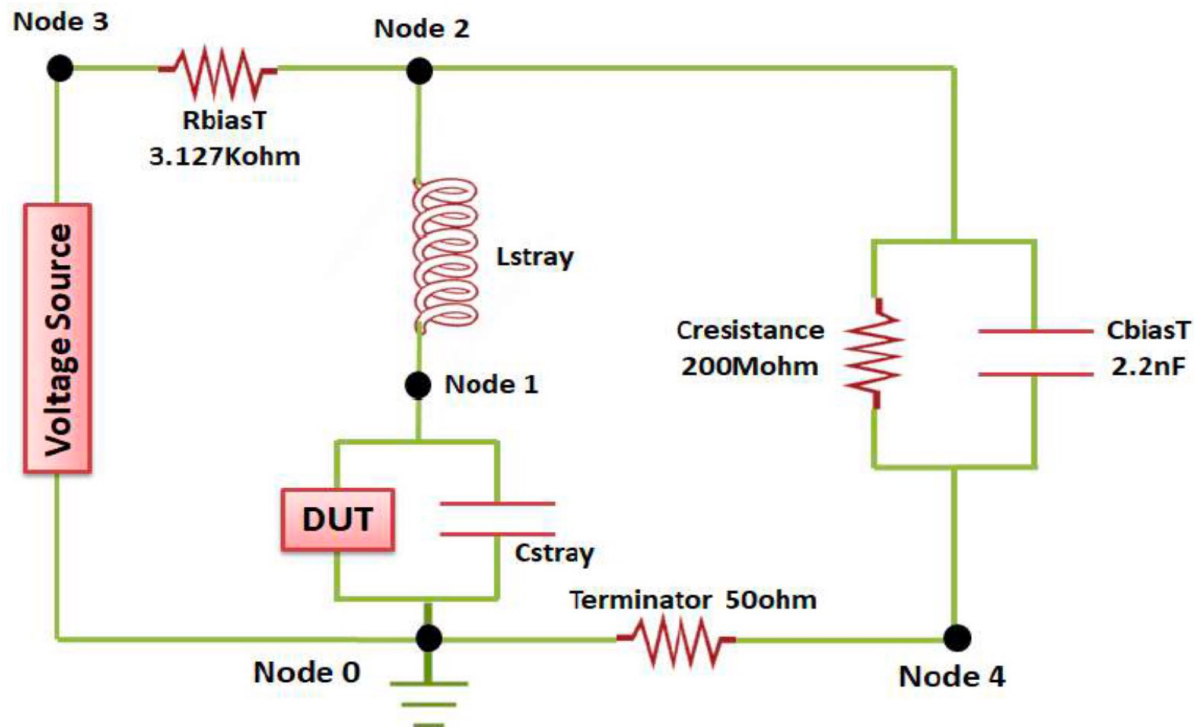 Node 3
Node 2
RbiasT
3.127Kohm
Voltage Source
Lstray
Cresistance
200Mohm
CbiasT
2.2nF
Node 1
DUT
Cstray
Terminator 50ohm
Node 0
Node 4